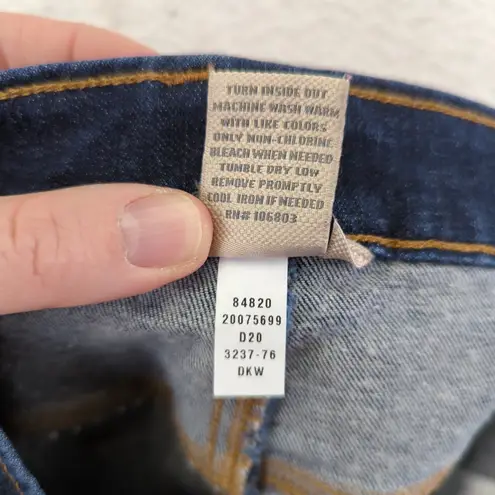 TURN INSIDE OUT
MACHINE WASH WARM
WITH LIKE COLORS
ONLY NON-CHLORINE
BLEACH WHEN NEEDED
TUMBLE DRY LOW
REMOVE PROMPTLY
COOL IRON IF NEEDED
RN# 106803
84820
20075699
D20
3237-76
DKW